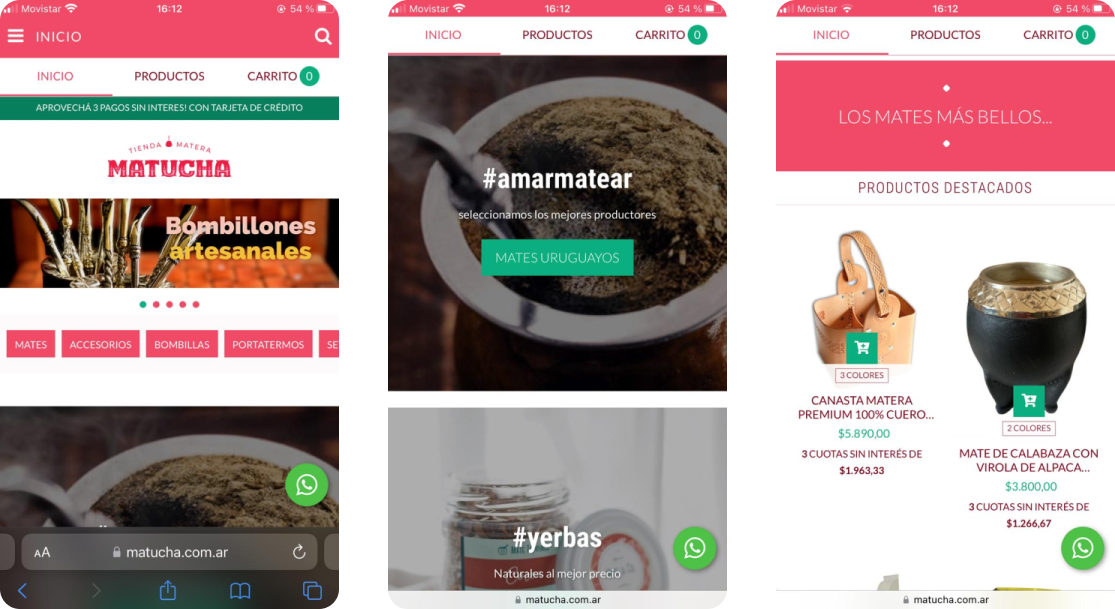 Movistar 16:12 54 %
INICIO
INICIO PRODUCTOS CARRITO 0
APROVECHÁ 3 PAGOS SIN INTERES! CON TARJETA DE CRÉDITO
TIENDA MATERA
MATUCHA
Bombillones
artesanales
MATES ACCESORIOS BOMBILLAS PORTATERMOS SE
AA matucha.com.ar
Movistar 16:12 54 %
INICIO PRODUCTOS CARRITO 0
#amarmatear
seleccionamos los mejores productores
MATES URUGUAYOS
#yerbas
Naturales al mejor precio
matucha.com.ar
Movistar 16:12 54 %
INICIO PRODUCTOS CARRITO 0
LOS MATES MÁS BELLOS...
PRODUCTOS DESTACADOS
3 COLORES
CANASTA MATERA
PREMIUM 100% CUERO...
$5.890,00
3 CUOTAS SIN INTERÉS DE
$1.963,33
2 COLORES
MATE DE CALABAZA CON
VIROLA DE ALPACA...
$3.800,00
3 CUOTAS SIN INTERÉS DE
$1.266,67
matucha.com.ar